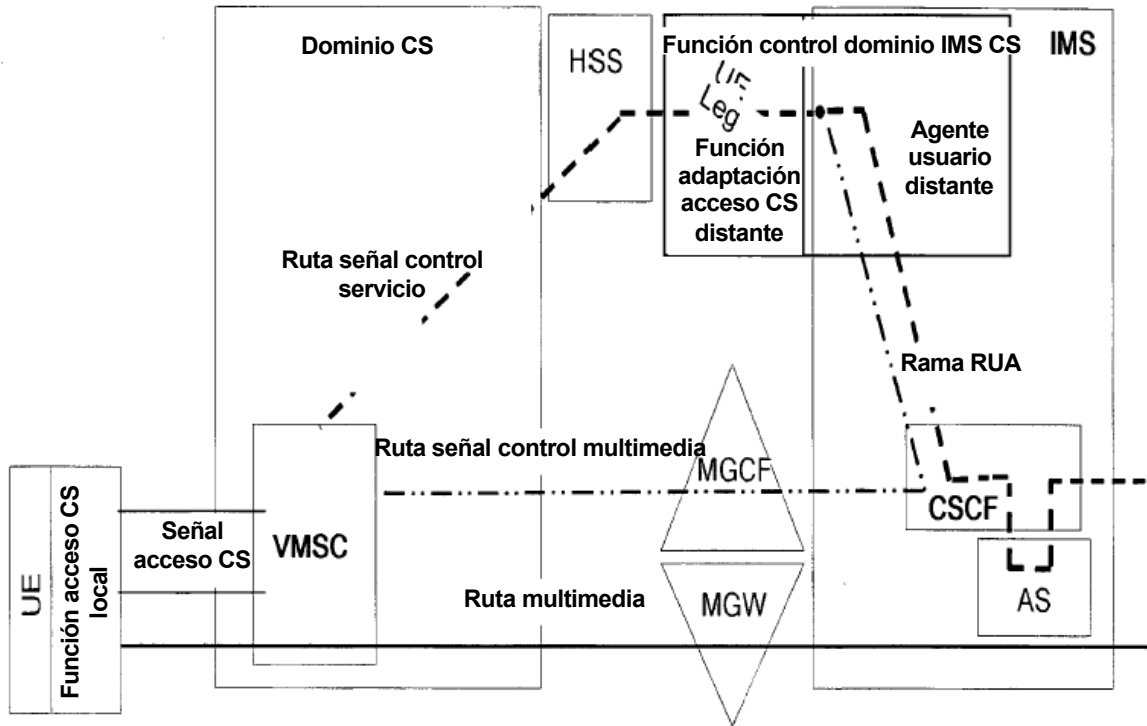 Dominio CS
HSS
Función control dominio IMS CS
IMS
UE
Leg
Función
adaptación
acceso CS
distante
Agente
usuario
distante
Ruta señal control
servicio
Rama RUA
Ruta señal control multimedia
MGCF
CSCF
UE
Función acceso CS
local
Señal
acceso CS
VMSC
Ruta multimedia
MGW
AS